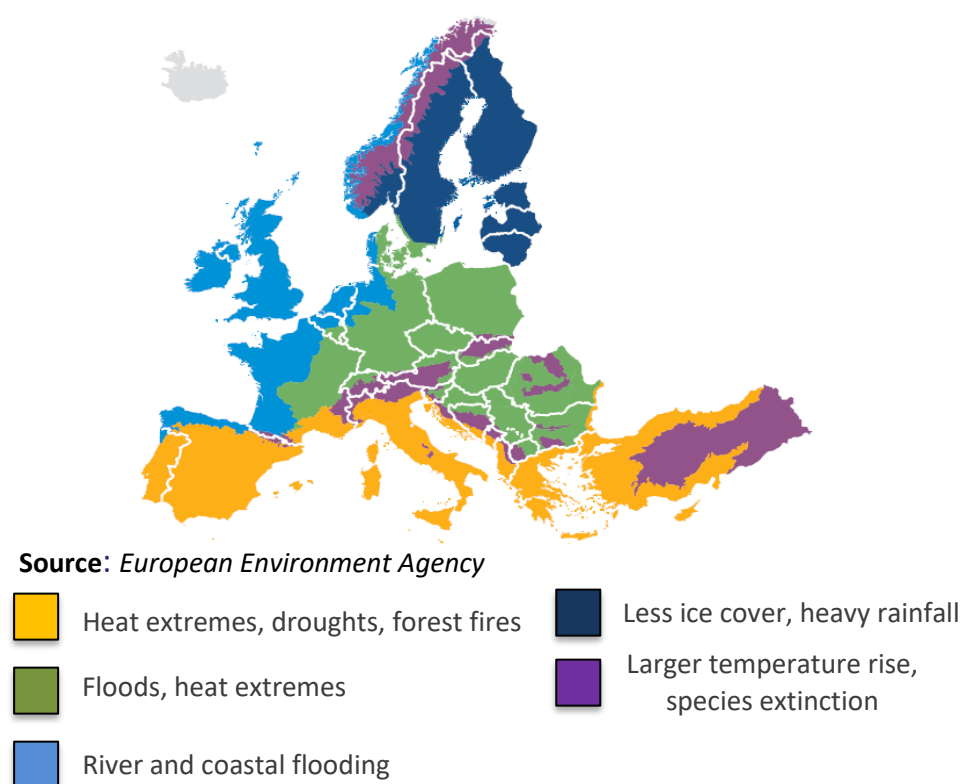 Source: European Environment Agency
Heat extremes, droughts, forest fires
Floods, heat extremes
River and coastal flooding
Less ice cover, heavy rainfall
Larger temperature rise,
species extinction